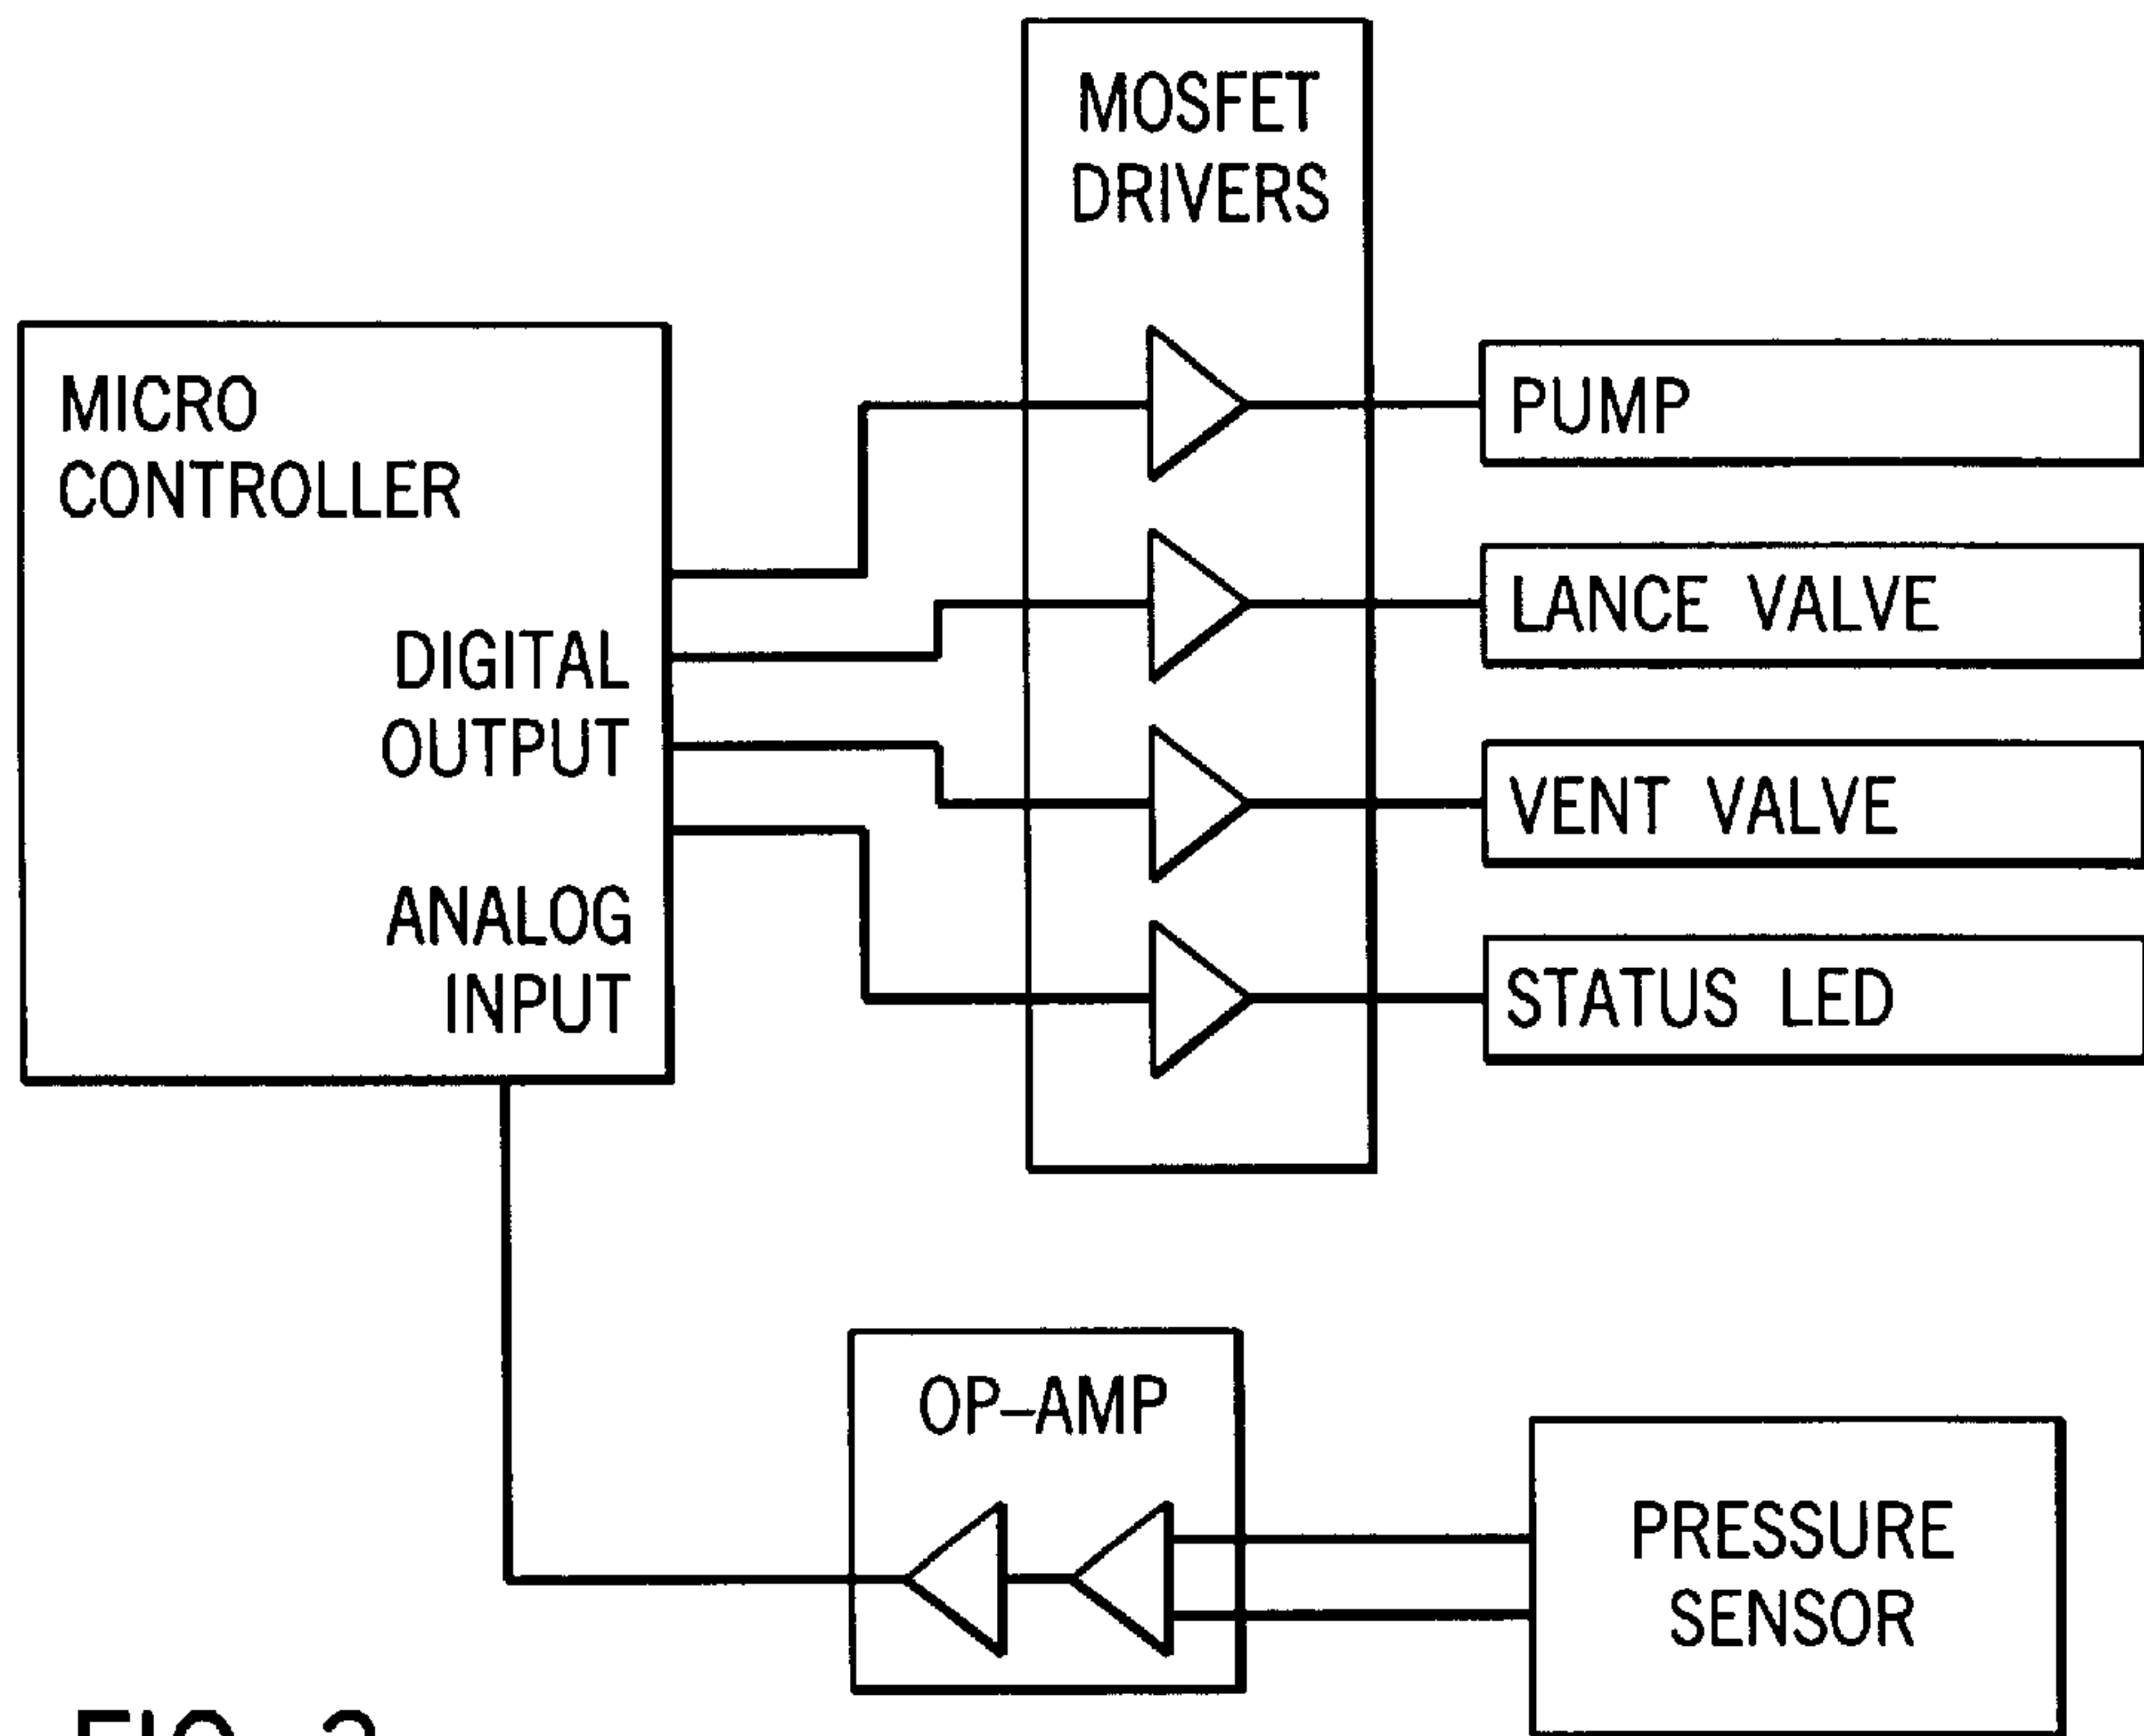 MOSFET
DRIVERS
MICRO
CONTROLLER
DIGITAL
OUTPUT
ANALOG
INPUT
PUMP
LANCE VALVE
VENT VALVE
STATUS LED
OP–AMP
PRESSURE
SENSOR